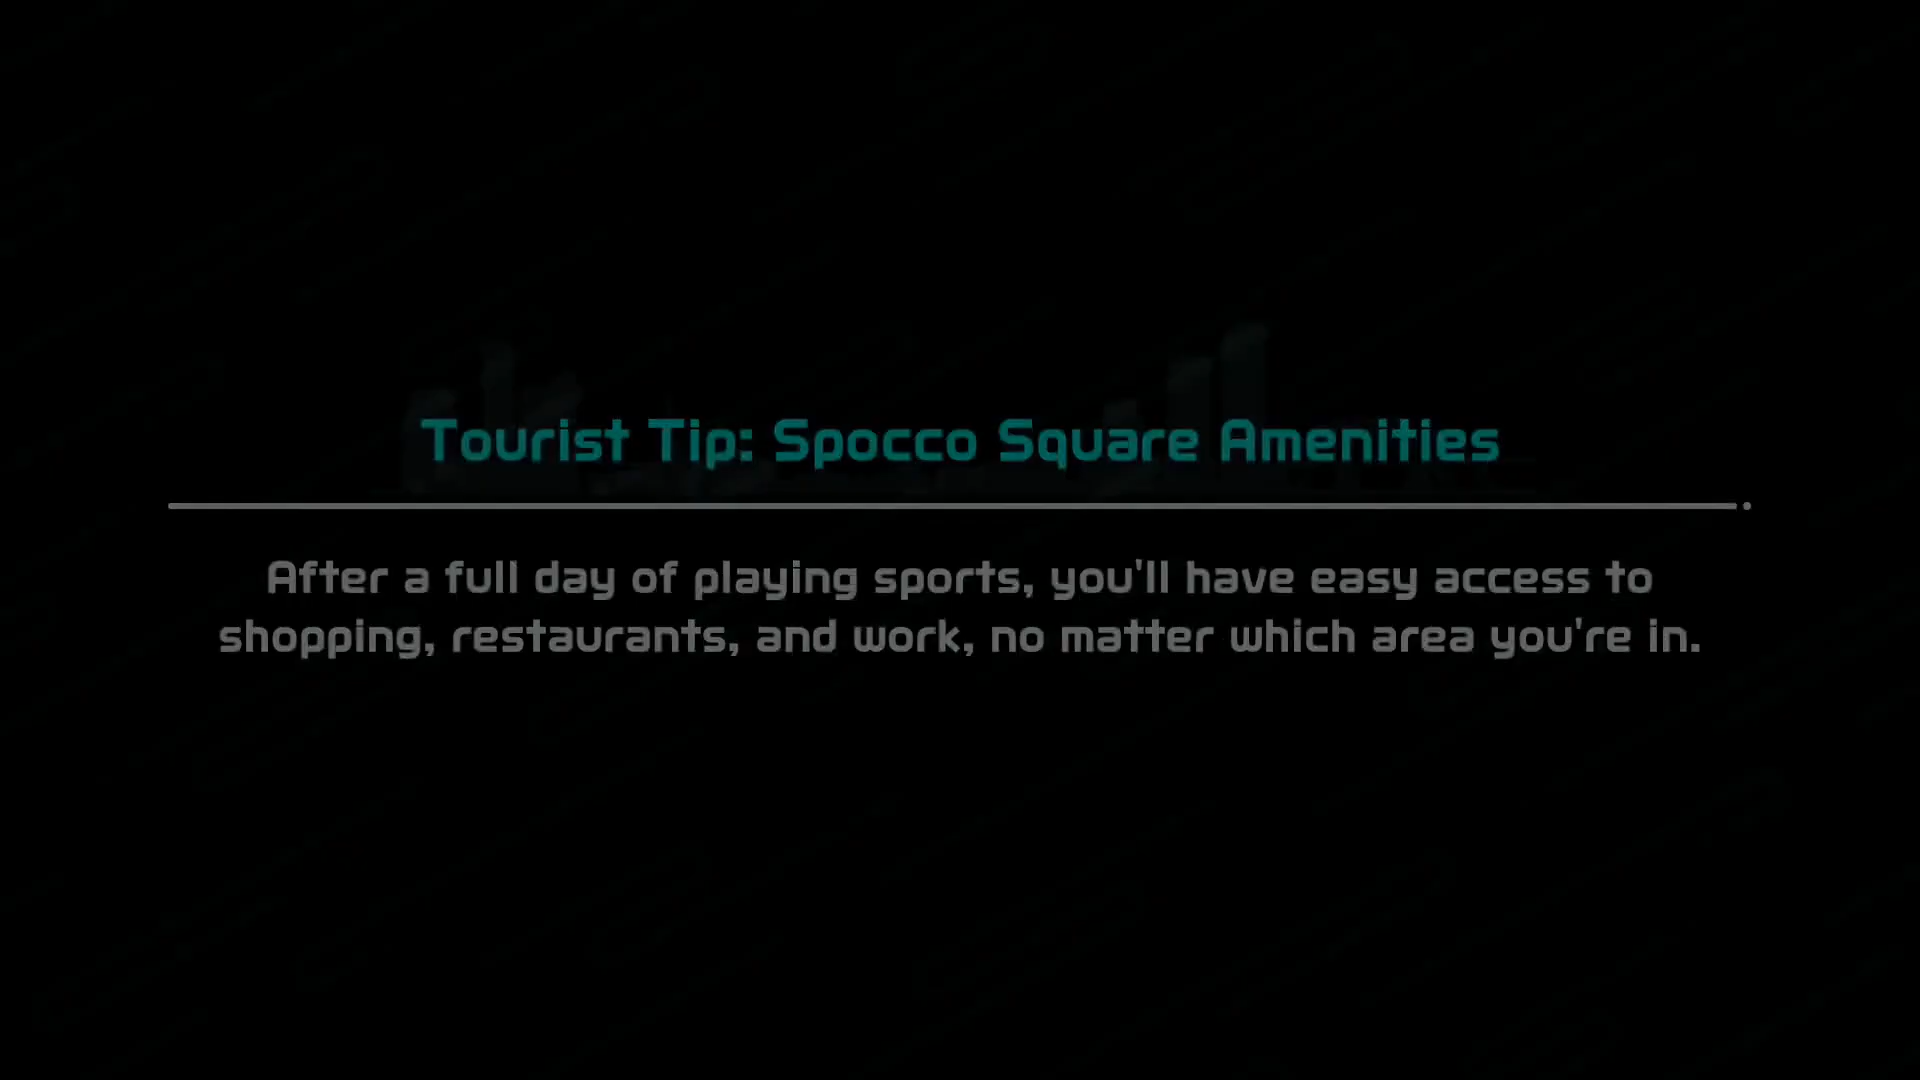 Tourist Tip: Spocco Square Amenities
After a full day of playing sports, you'll have easy access to
shopping, restaurants, and work, no matter which area you're in.